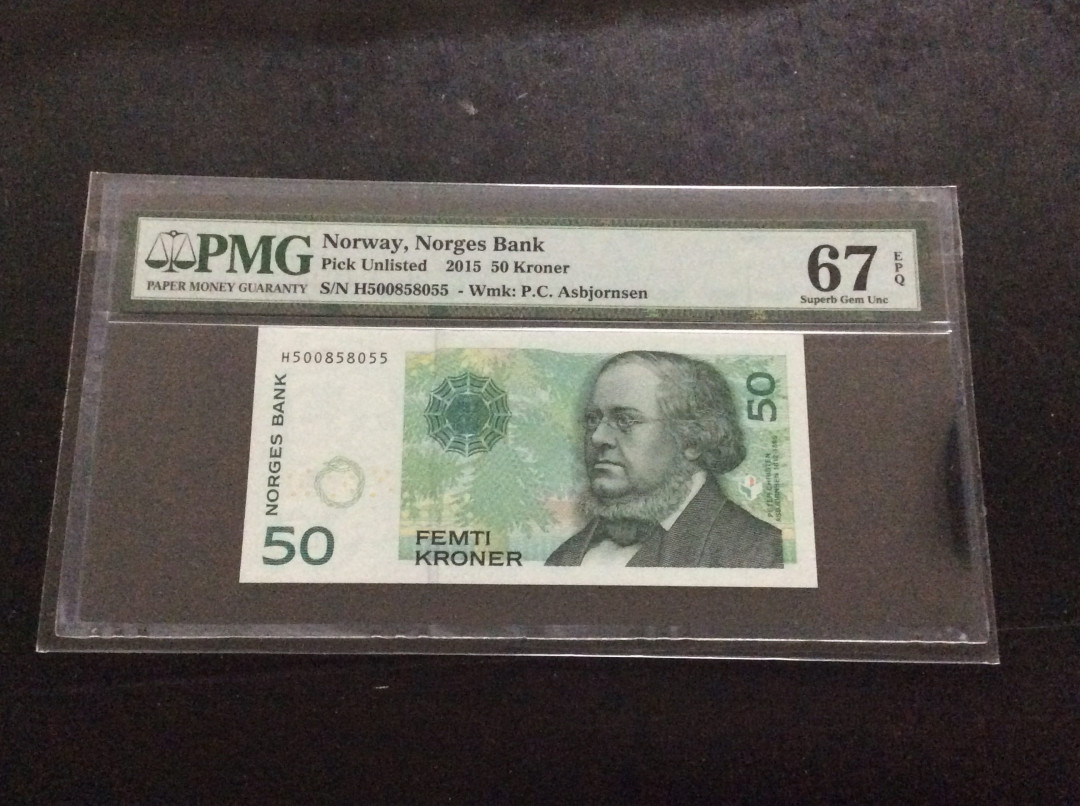 PMG
PAPER MONEY GUARANTY
Norway, Norges Bank
Pick Unlisted 2015 50 Kroner
S/N H500858055 - Wmk: P.C. Asbjornsen
67
EPQ
Superb Gem Unc
H500858055
NORGES BANK
50
FEMTI
KRONER
50